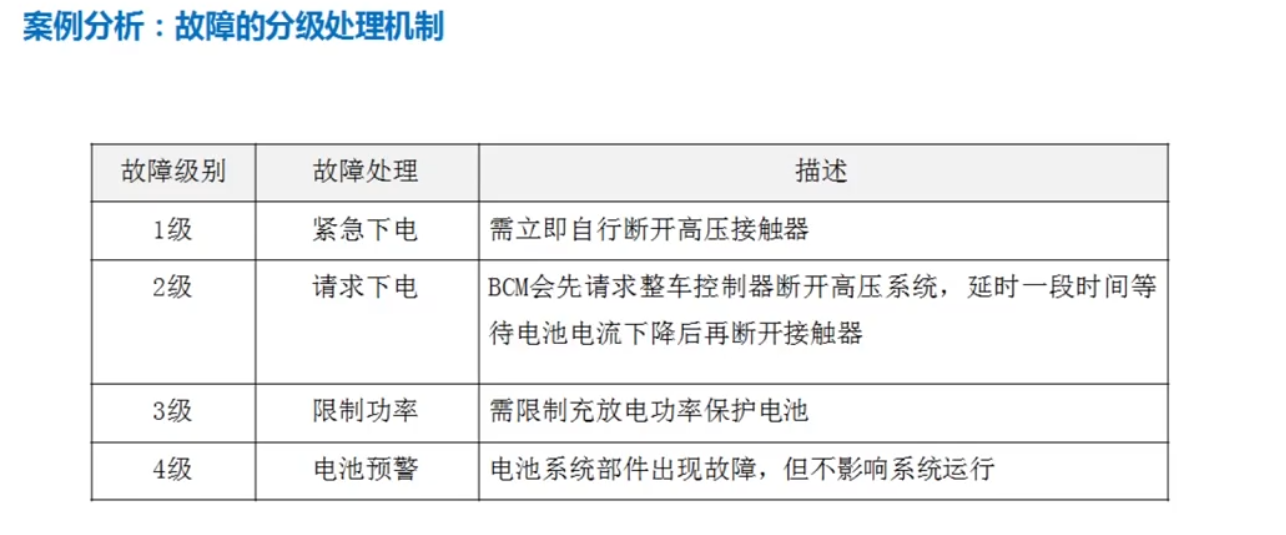 案例分析：故障的分级处理机制
故障级别 故障处理 描述
1级 紧急下电 需立即自行断开高压接触器
2级 请求下电 BCM会先请求整车控制器断开高压系统，延时一段时间等
待电池电流下降后再断开接触器
3级 限制功率 需限制充放电功率保护电池
4级 电池预警 电池系统部件出现故障，但不影响系统运行